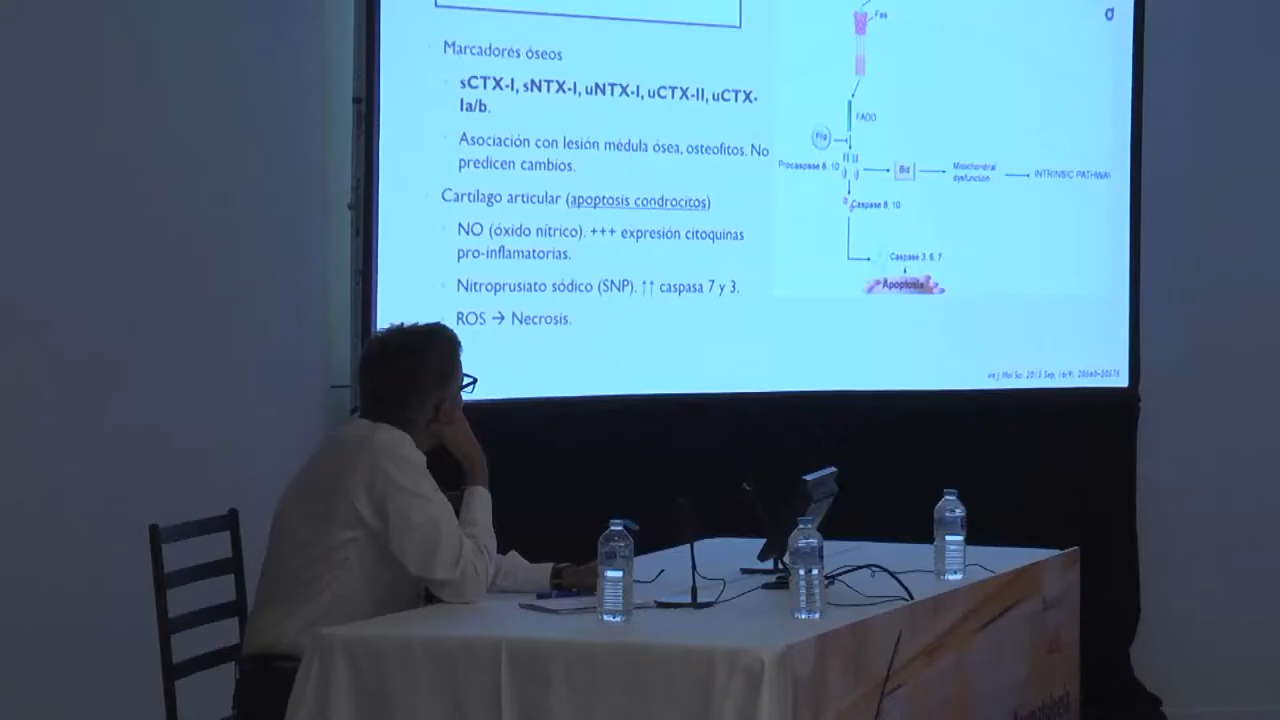 Marcadores óseos
sCTX-I, sNTX-I, uNTX-I, uCTX-II, uCTX-
Ia/b.
Asociación con lesión médula ósea, osteofitos. No
predicen cambios.
Cartílago articular (apoptosis condrocitos)
NO (óxido nítrico). +++ expresión citoquinas
pro-inflamatorias.
Nitroprusiato sódico (SNP). ↑↑ caspasa 7 y 3.
ROS → Necrosis.
Fas
FADD
Flip
Procaspase 8, 10
Bid
Mitochondrial
dysfunction
INTRINSIC PATHWAY
Caspase 8, 10
Caspase 3, 6, 7
Apoptosis